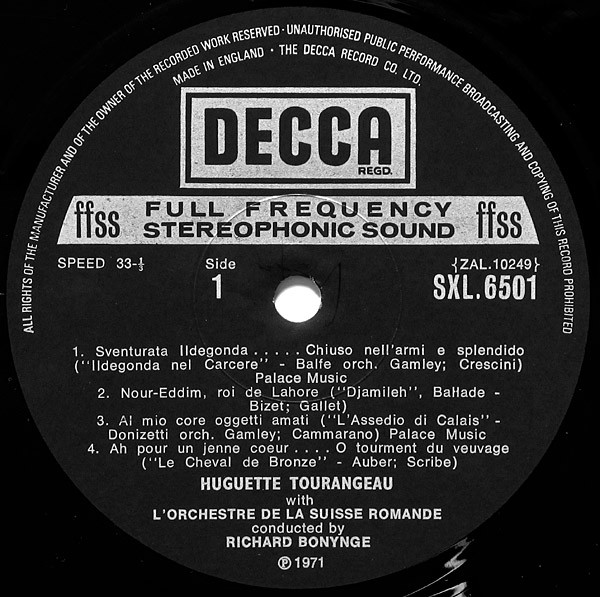 ALL RIGHTS OF THE MANUFACTURER AND OF THE OWNER OF THE RECORDED WORK RESERVED · UNAUTHORISED PUBLIC PERFORMANCE BROADCASTING AND COPYING OF THIS RECORD PROHIBITED
MADE IN ENGLAND · THE DECCA RECORD CO. LTD.
DECCA
REGD.
ffss FULL FREQUENCY ffss
STEREOPHONIC SOUND
SPEED 33-⅓ Side {ZAL.10249}
1 SXL.6501
1. Sventurata Ildegonda ..... Chiuso nell'armi e splendido
("Ildegonda nel Carcere" - Balfe orch. Gamley; Crescini)
Palace Music
2. Nour-Eddim, roi de Lahore ("Djamileh", Ballade -
Bizet; Gallet)
3. Al mio core oggetti amati ("L'Assedio di Calais" -
Donizetti orch. Gamley; Cammarano) Palace Music
4. Ah pour un jenne coeur .... O tourment du veuvage
("Le Cheval de Bronze" - Auber; Scribe)
HUGUETTE TOURANGEAU
with
L'ORCHESTRE DE LA SUISSE ROMANDE
conducted by
RICHARD BONYNGE
℗ 1971